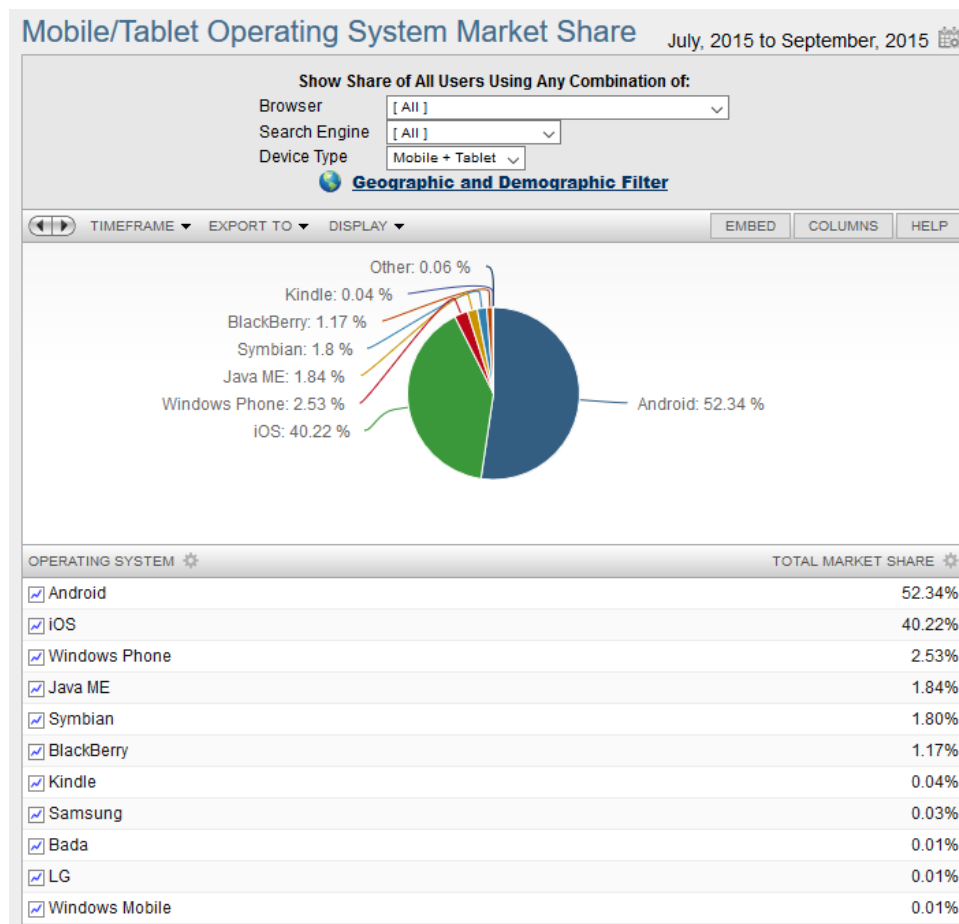 Mobile/Tablet Operating System Market Share July, 2015 to September, 2015
Show Share of All Users Using Any Combination of:
Browser [ All ]
Search Engine [ All ]
Device Type Mobile + Tablet
Geographic and Demographic Filter
TIMEFRAME EXPORT TO DISPLAY EMBED COLUMNS HELP
Other: 0.06 %
Kindle: 0.04 %
BlackBerry: 1.17 %
Symbian: 1.8 %
Java ME: 1.84 %
Windows Phone: 2.53 %
Android: 52.34 %
iOS: 40.22 %
OPERATING SYSTEM TOTAL MARKET SHARE
Android 52.34%
iOS 40.22%
Windows Phone 2.53%
Java ME 1.84%
Symbian 1.80%
BlackBerry 1.17%
Kindle 0.04%
Samsung 0.03%
Bada 0.01%
LG 0.01%
Windows Mobile 0.01%